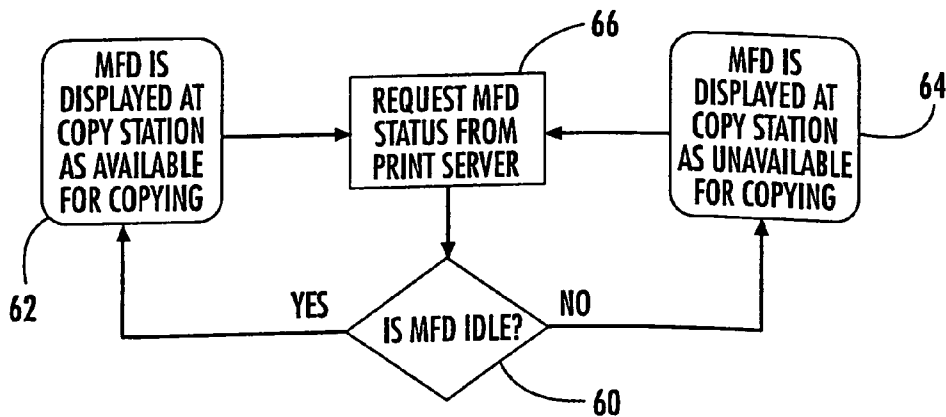 66
MFD IS
DISPLAYED AT
COPY STATION
AS AVAILABLE
FOR COPYING
REQUEST MFD
STATUS FROM
PRINT SERVER
MFD IS
DISPLAYED AT
COPY STATION
AS UNAVAILABLE
FOR COPYING
64
62
YES
IS MFD IDLE?
NO
60